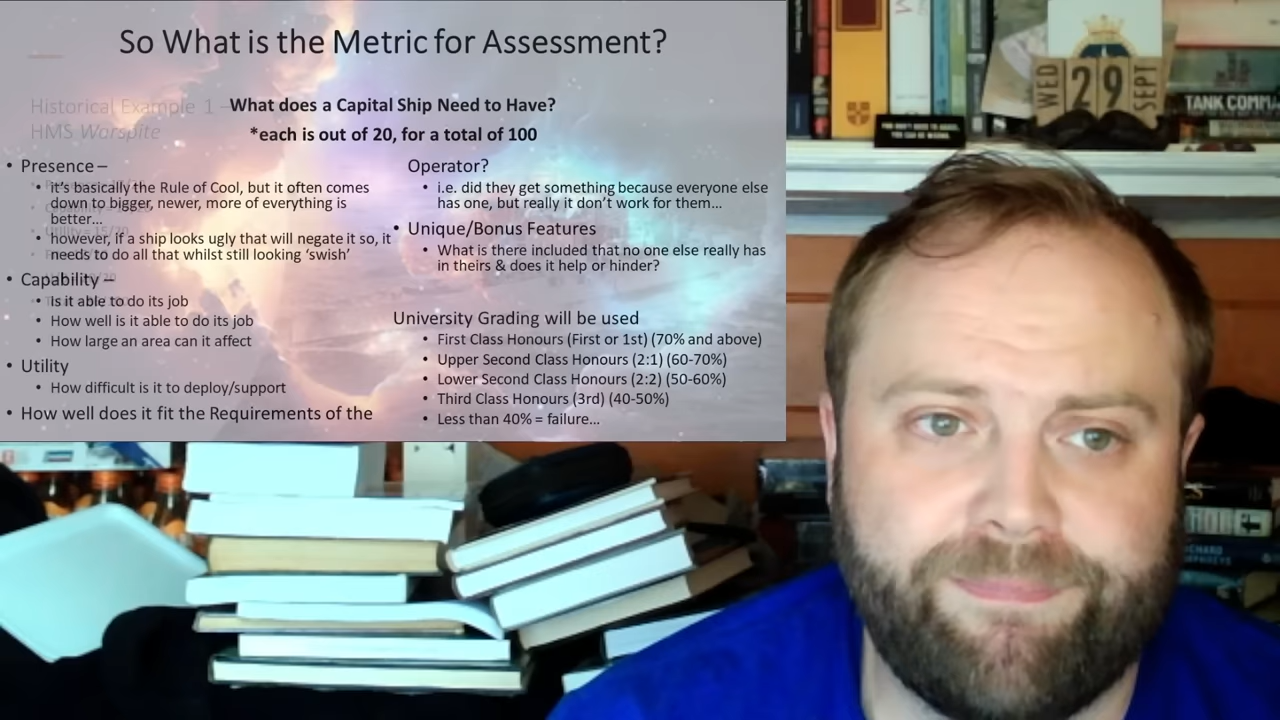 So What is the Metric for Assessment?
Historical Example 1 –
HMS Worspite
What does a Capital Ship Need to Have?
*each is out of 20, for a total of 100
• Presence –
• it's basically the Rule of Cool, but it often comes
down to bigger, newer, more of everything is
better...
• however, if a ship looks ugly that will negate it so, it
needs to do all that whilst still looking 'swish'
• Capability –
• Is it able to do its job
• How well is it able to do its job
• How large an area can it affect
• Utility
• How difficult is it to deploy/support
• How well does it fit the Requirements of the
Operator?
• i.e. did they get something because everyone else
has one, but really it don't work for them...
• Unique/Bonus Features
• What is there included that no one else really has
in theirs & does it help or hinder?
University Grading will be used
• First Class Honours (First or 1st) (70% and above)
• Upper Second Class Honours (2:1) (60-70%)
• Lower Second Class Honours (2:2) (50-60%)
• Third Class Honours (3rd) (40-50%)
• Less than 40% = failure...
WED
29
SEPT
TANK COMMA